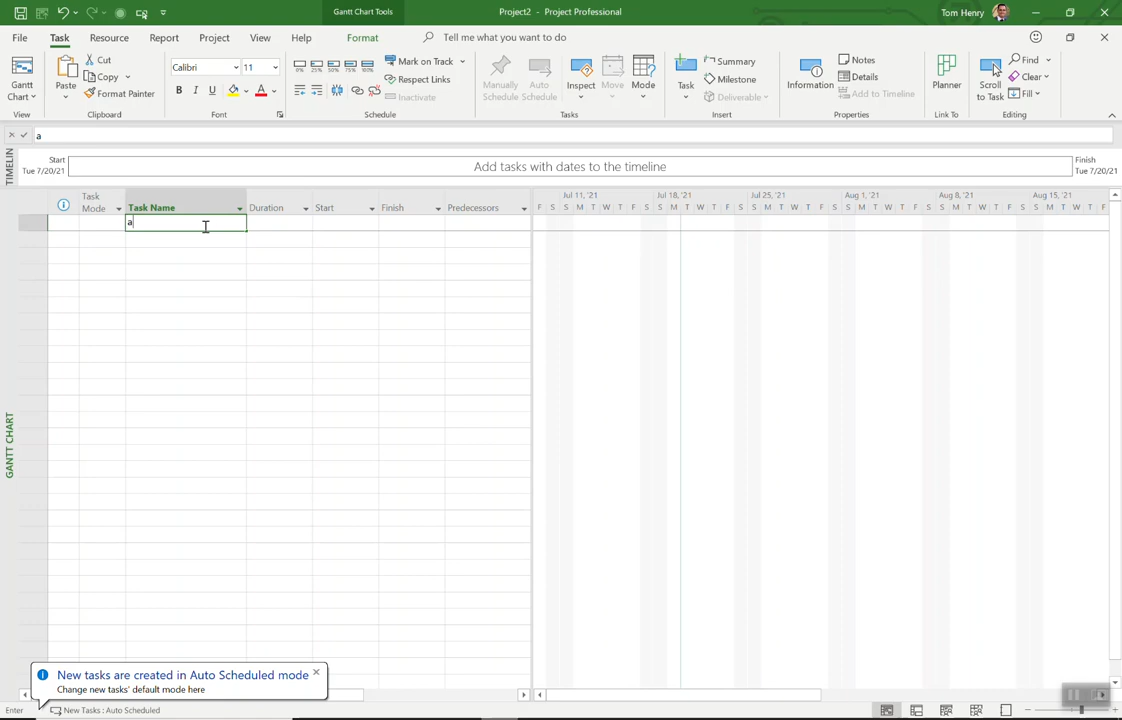 Gantt Chart Tools
Project2 - Project Professional
Tom Henry
File Task Resource Report Project View Help Format Tell me what you want to do
Gantt Chart
View
Paste
Cut
Copy
Format Painter
Clipboard
Calibri 11
B I U A
Font
0% 25% 50% 75% 100%
Mark on Track
Respect Links
Inactivate
Schedule
Manually Schedule
Auto Schedule
Inspect
Move
Mode
Tasks
Task
Summary
Milestone
Deliverable
Insert
Information
Notes
Details
Add to Timeline
Properties
Planner
Link To
Scroll to Task
Find
Clear
Fill
Editing
a
TIMELIN
Start
Tue 7/20/21
Add tasks with dates to the timeline
Finish
Tue 7/20/21
Task Mode
Task Name
Duration
Start
Finish
Predecessors
Jul 11, '21 Jul 18, '21 Jul 25, '21 Aug 1, '21 Aug 8, '21 Aug 15, '21
F S S M T W T F S S M T W T F S S M T W T F S S M T W T F S S M T W T F S S M T W T F
a
GANTT CHART
New tasks are created in Auto Scheduled mode
Change new tasks' default mode here
Enter
New Tasks : Auto Scheduled